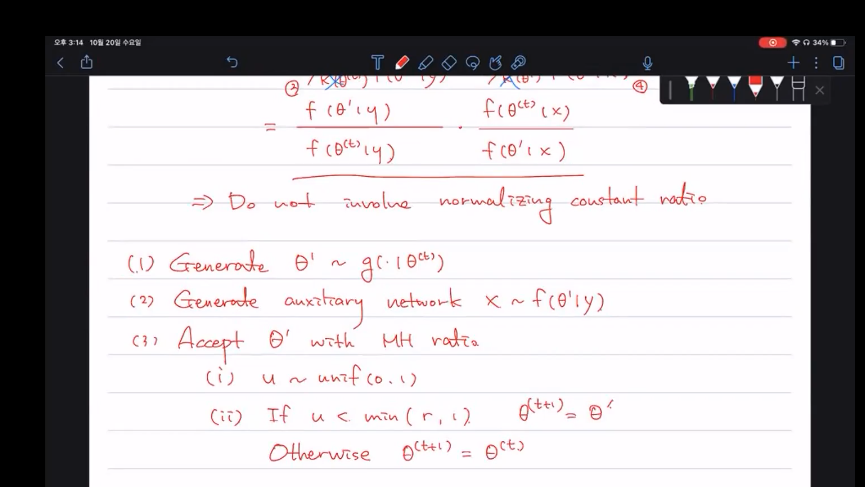 오후 3:14 10월 20일 수요일 34%
② ④
= f(θ'|y) / f(θ^(t)|y) · f(θ^(t)|x) / f(θ'|x)
⇒ Do not involve normalizing constant ratio
(1) Generate θ' ~ g(·|θ^(t))
(2) Generate auxiliary network x ~ f(θ'|y)
(3) Accept θ' with MH ratio
(i) u ~ unif(0.1)
(ii) If u < min(r, 1) θ^(t+1) = θ'
Otherwise θ^(t+1) = θ^(t)